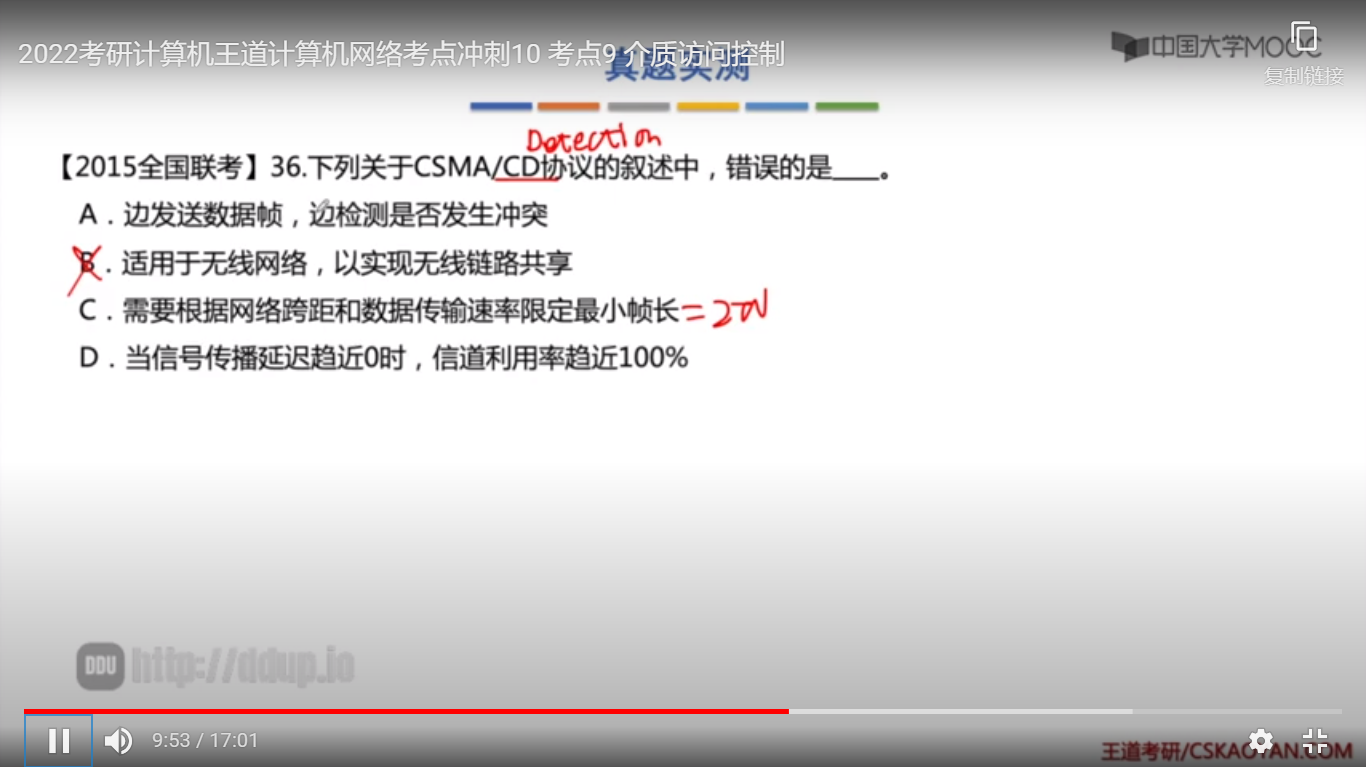 2022考研计算机王道计算机网络考点冲刺10 考点9 介质访问控制
真题实测
中国大学MOOC
复制链接
Detection
【2015全国联考】36.下列关于CSMA/CD协议的叙述中，错误的是____。
A．边发送数据帧，边检测是否发生冲突
B．适用于无线网络，以实现无线链路共享
C．需要根据网络跨距和数据传输速率限定最小帧长=2τV
D．当信号传播延迟趋近0时，信道利用率趋近100%
DDU http://ddup.io
9:53 / 17:01
王道考研/CSKAOYAN.COM